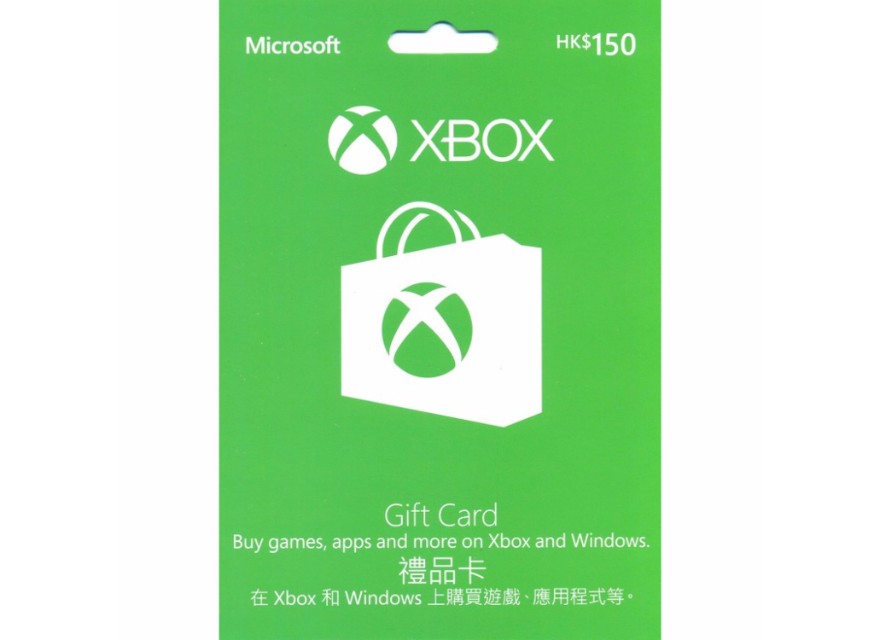 Microsoft
HK$150
XBOX
Gift Card
Buy games, apps and more on Xbox and Windows.
禮品卡
在 Xbox 和 Windows 上購買遊戲、應用程式等。